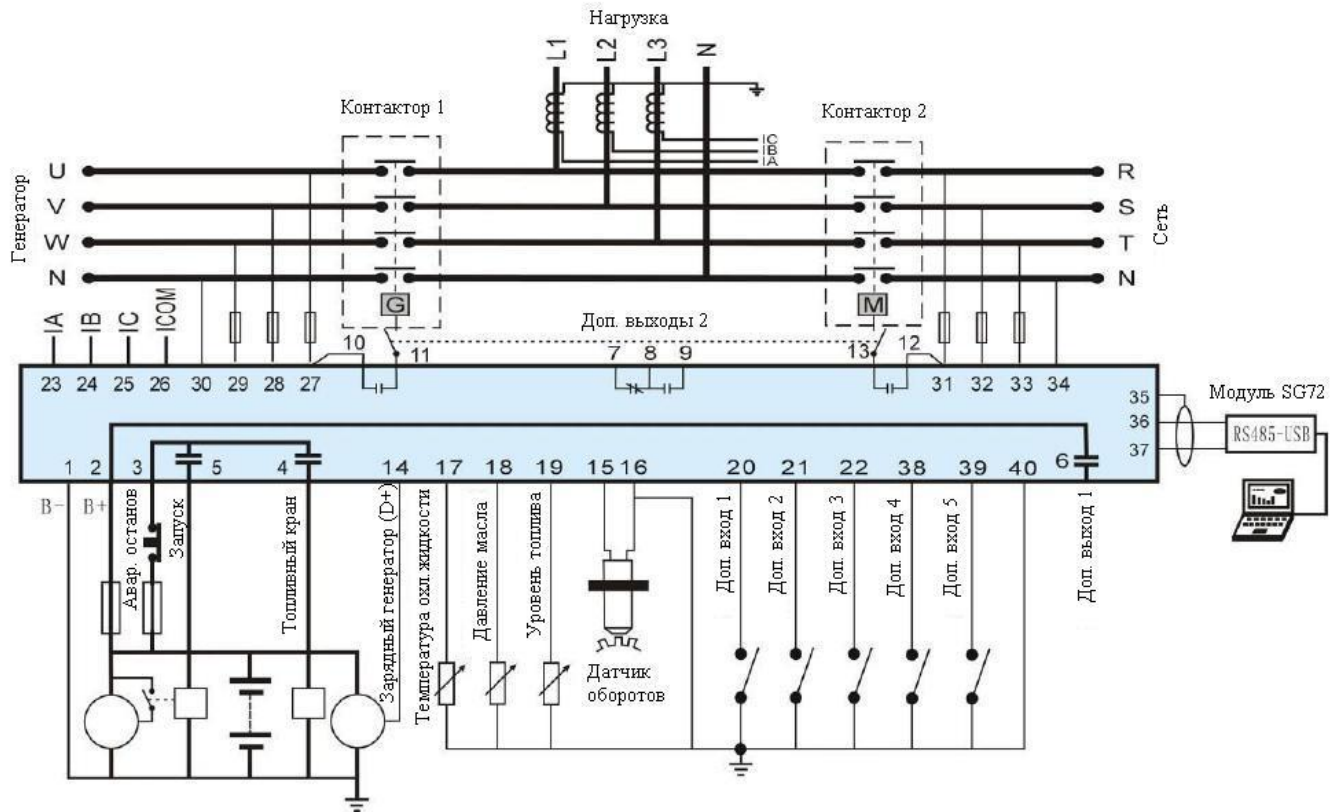 Нагрузка
L1 L2 L3 N
Контактор 1
Контактор 2
IC
IB
IA
Генератор
U
V
W
N
R
S
T
N
Сеть
G
M
IA IB IC ICOM
Доп. выходы 2
10 11 7 8 9 13 12
23 24 25 26 30 29 28 27 31 32 33 34
35
36
37
Модуль SG72
RS485-USB
1 2 3 5 4 14 17 18 19 15 16 20 21 22 38 39 40 6
B-
B+
Авар. останов
Запуск
Топливный кран
Зарядный генератор (D+)
Температура охл. жидкости
Давление масла
Уровень топлива
Датчик
оборотов
Доп. вход 1
Доп. вход 2
Доп. вход 3
Доп. вход 4
Доп. вход 5
Доп. выход 1